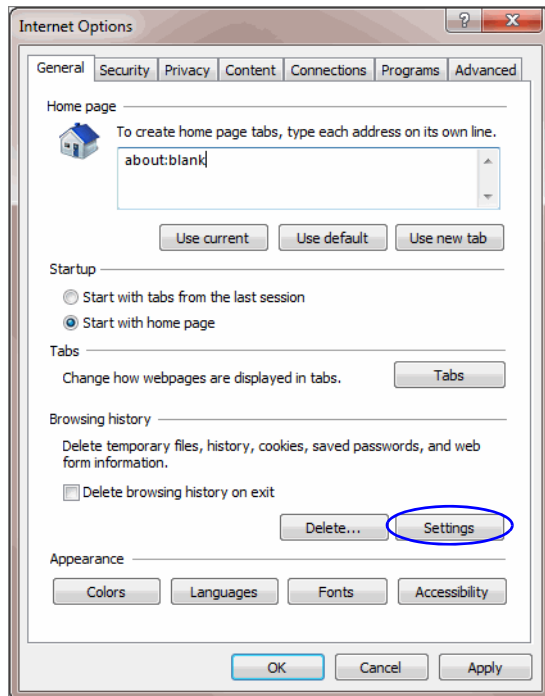 Internet Options
?
X
General Security Privacy Content Connections Programs Advanced
Home page
To create home page tabs, type each address on its own line.
about:blank
Use current Use default Use new tab
Startup
Start with tabs from the last session
Start with home page
Tabs
Change how webpages are displayed in tabs. Tabs
Browsing history
Delete temporary files, history, cookies, saved passwords, and web
form information.
Delete browsing history on exit
Delete... Settings
Appearance
Colors Languages Fonts Accessibility
OK Cancel Apply